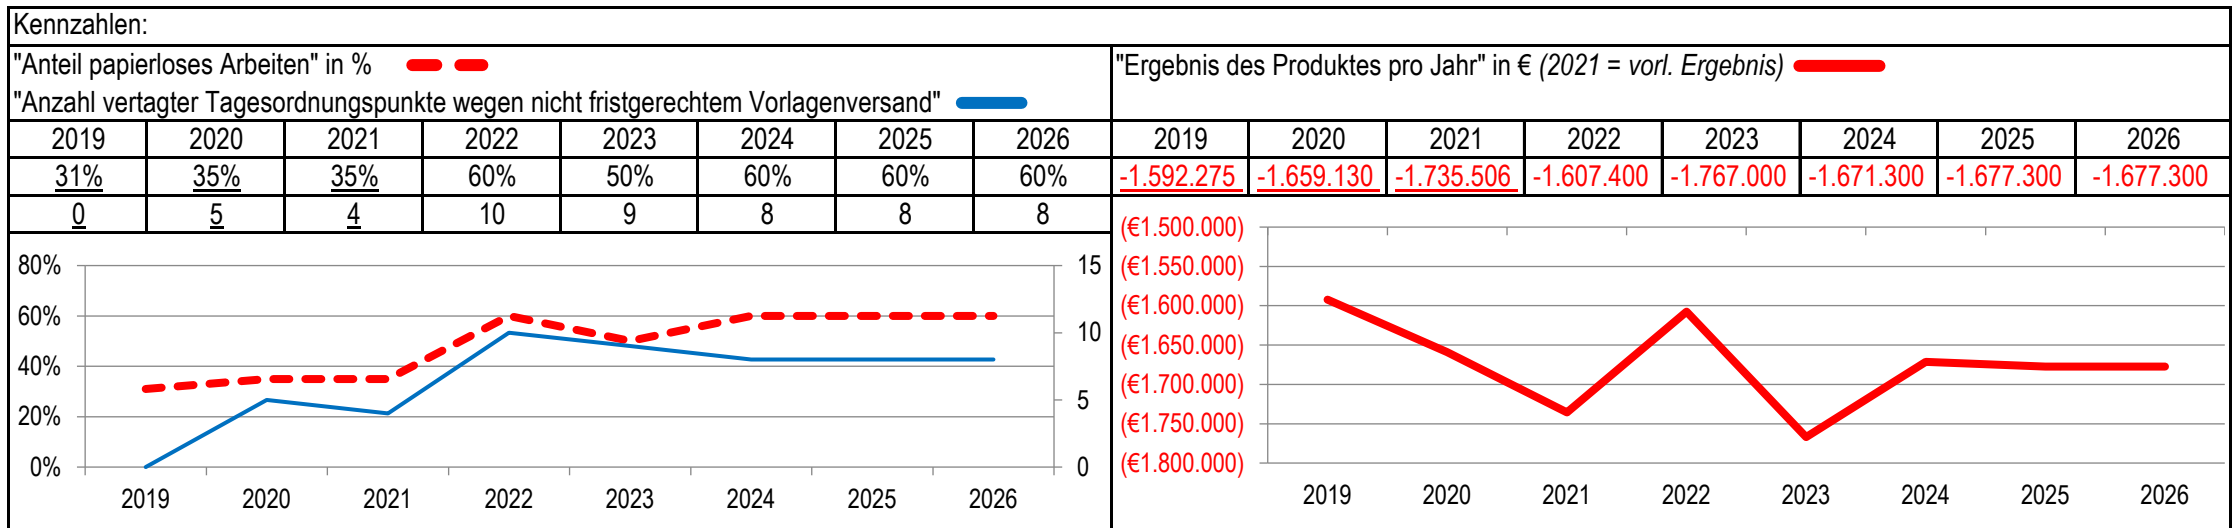 Kennzahlen:
"Anteil papierloses Arbeiten" in %
"Anzahl vertagter Tagesordnungspunkte wegen nicht fristgerechtem Vorlagenversand"
2019 2020 2021 2022 2023 2024 2025 2026
31% 35% 35% 60% 50% 60% 60% 60%
0 5 4 10 9 8 8 8
80% 15
60%
10
40%
5
20%
0% 0
2019 2020 2021 2022 2023 2024 2025 2026
"Ergebnis des Produktes pro Jahr" in € (2021 = vorl. Ergebnis)
2019 2020 2021 2022 2023 2024 2025 2026
-1.592.275 -1.659.130 -1.735.506 -1.607.400 -1.767.000 -1.671.300 -1.677.300 -1.677.300
(€1.500.000)
(€1.550.000)
(€1.600.000)
(€1.650.000)
(€1.700.000)
(€1.750.000)
(€1.800.000)
2019 2020 2021 2022 2023 2024 2025 2026